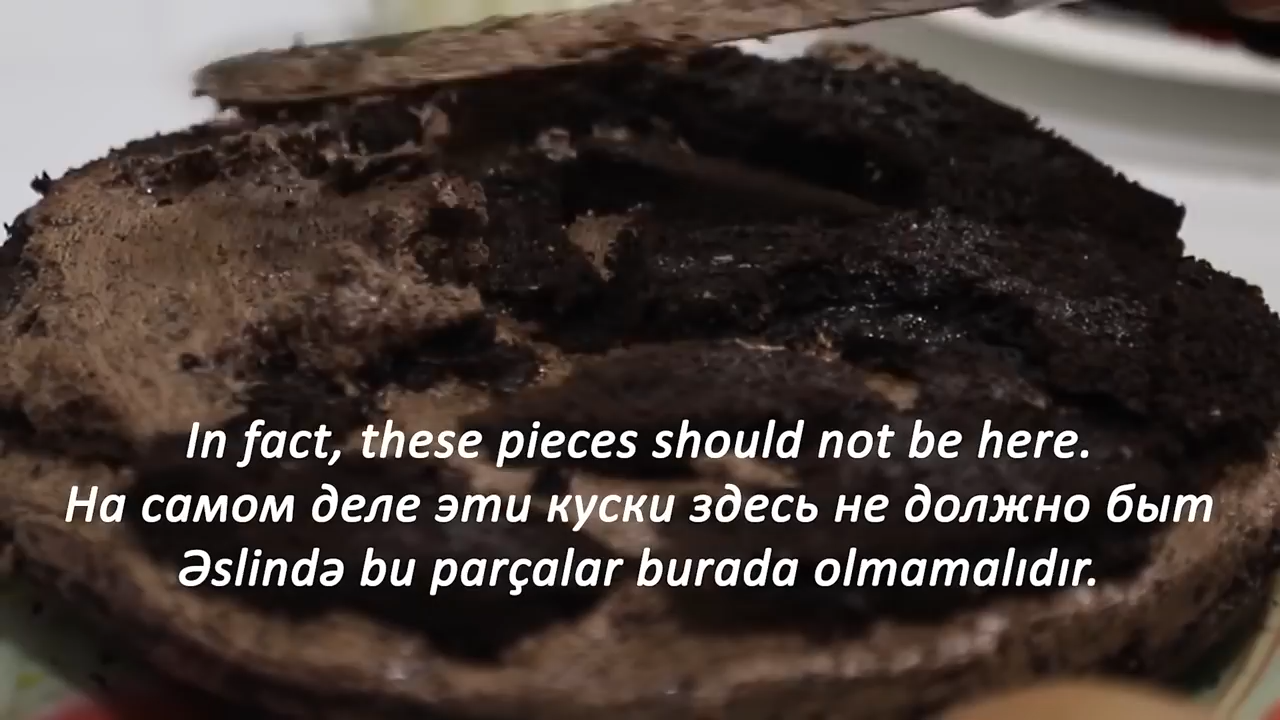 In fact, these pieces should not be here.
На самом деле эти куски здесь не должно быт
Əslində bu parçalar burada olmamalıdır.